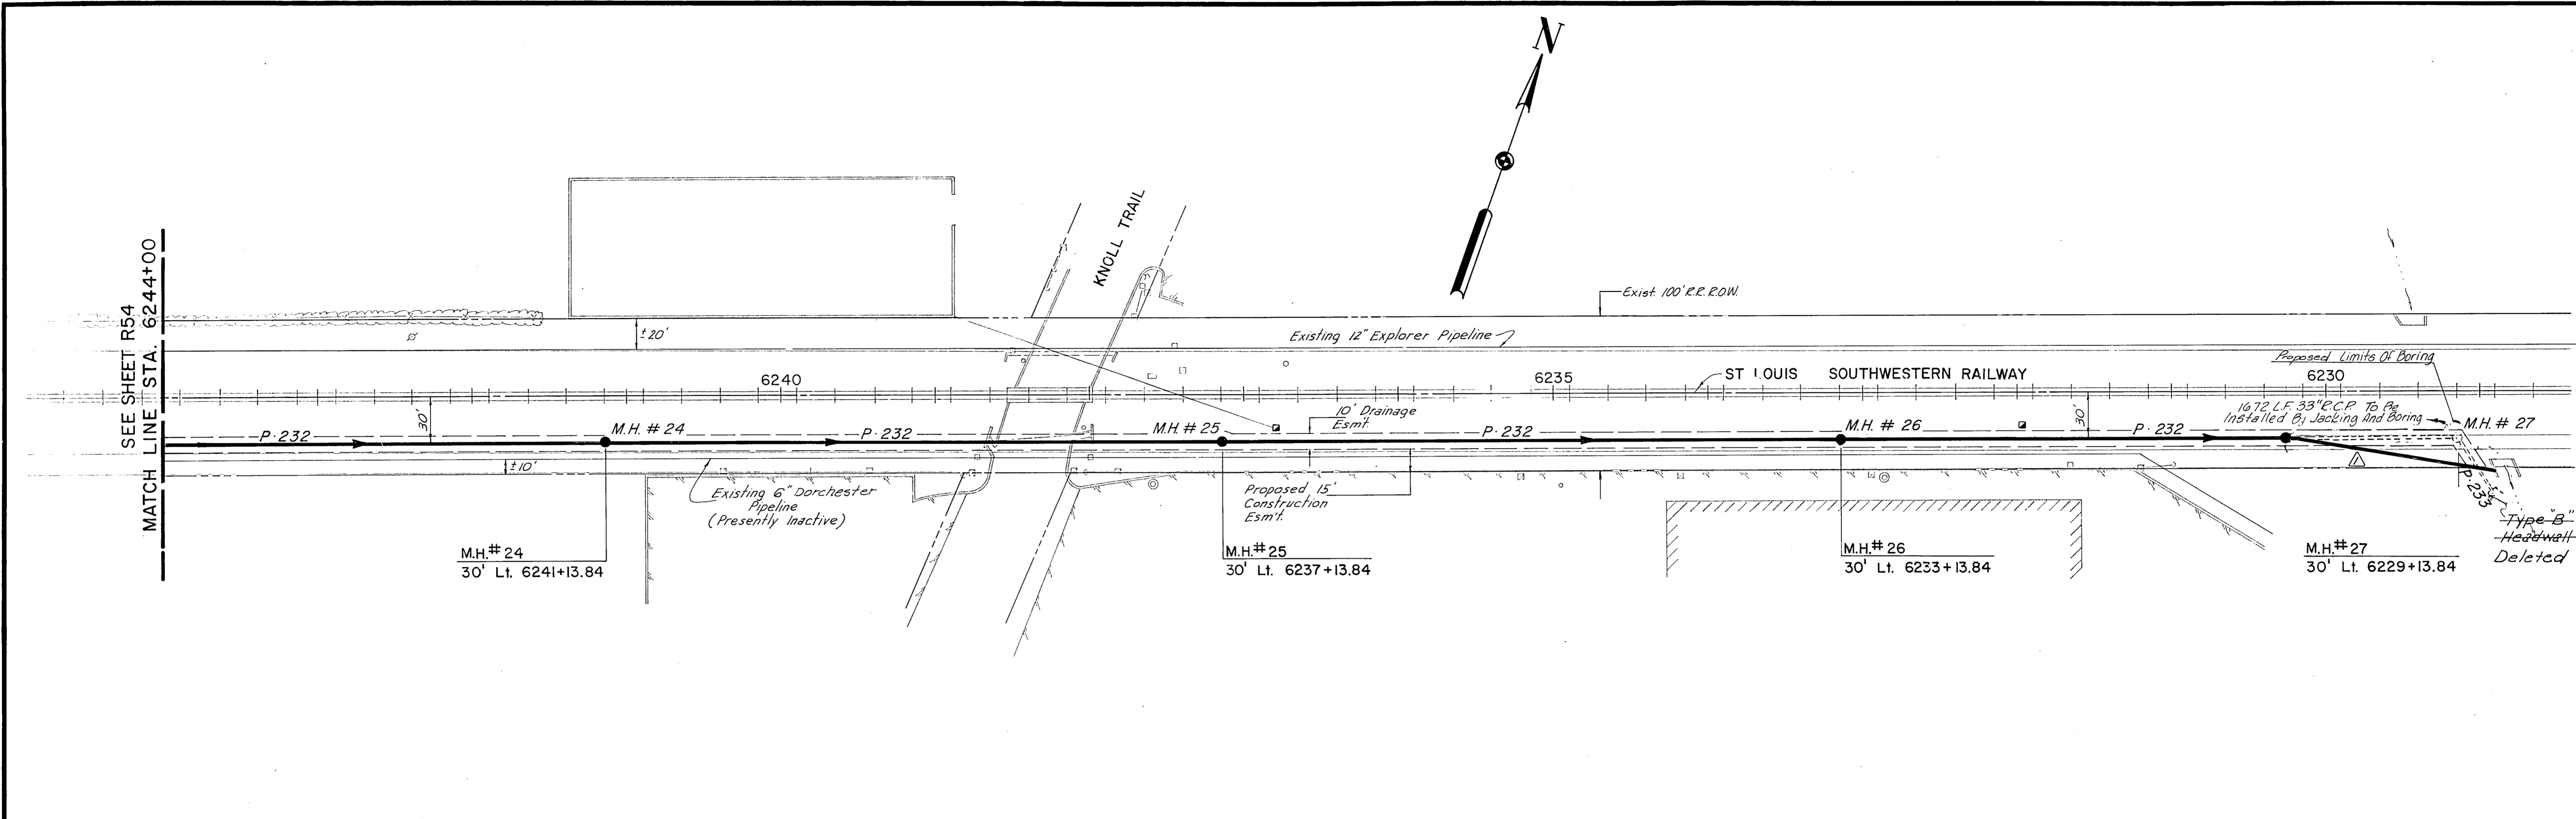 N
KNOLL TRAIL
SEE SHEET R54
MATCH LINE STA. 6244+00
Exist. 100' R.R. R.O.W.
±20'
Existing 12" Explorer Pipeline
Proposed Limits Of Boring
6240
6235
ST LOUIS SOUTHWESTERN RAILWAY
6230
30'
10' Drainage
Esmt.
30'
1672 L.F. 33" R.C.P. To Be
Installed By Jacking And Boring
P-232
M.H. # 24
P-232
M.H. # 25
P-232
M.H. # 26
P-232
M.H. # 27
±10'
Existing 6" Dorchester
Pipeline
(Presently Inactive)
Proposed 15'
Construction
Esm't.
1
P-233
Type "B"
Headwall
Deleted
M.H.# 24
30' Lt. 6241+13.84
M.H.# 25
30' Lt. 6237+13.84
M.H.# 26
30' Lt. 6233+13.84
M.H.# 27
30' Lt. 6229+13.84